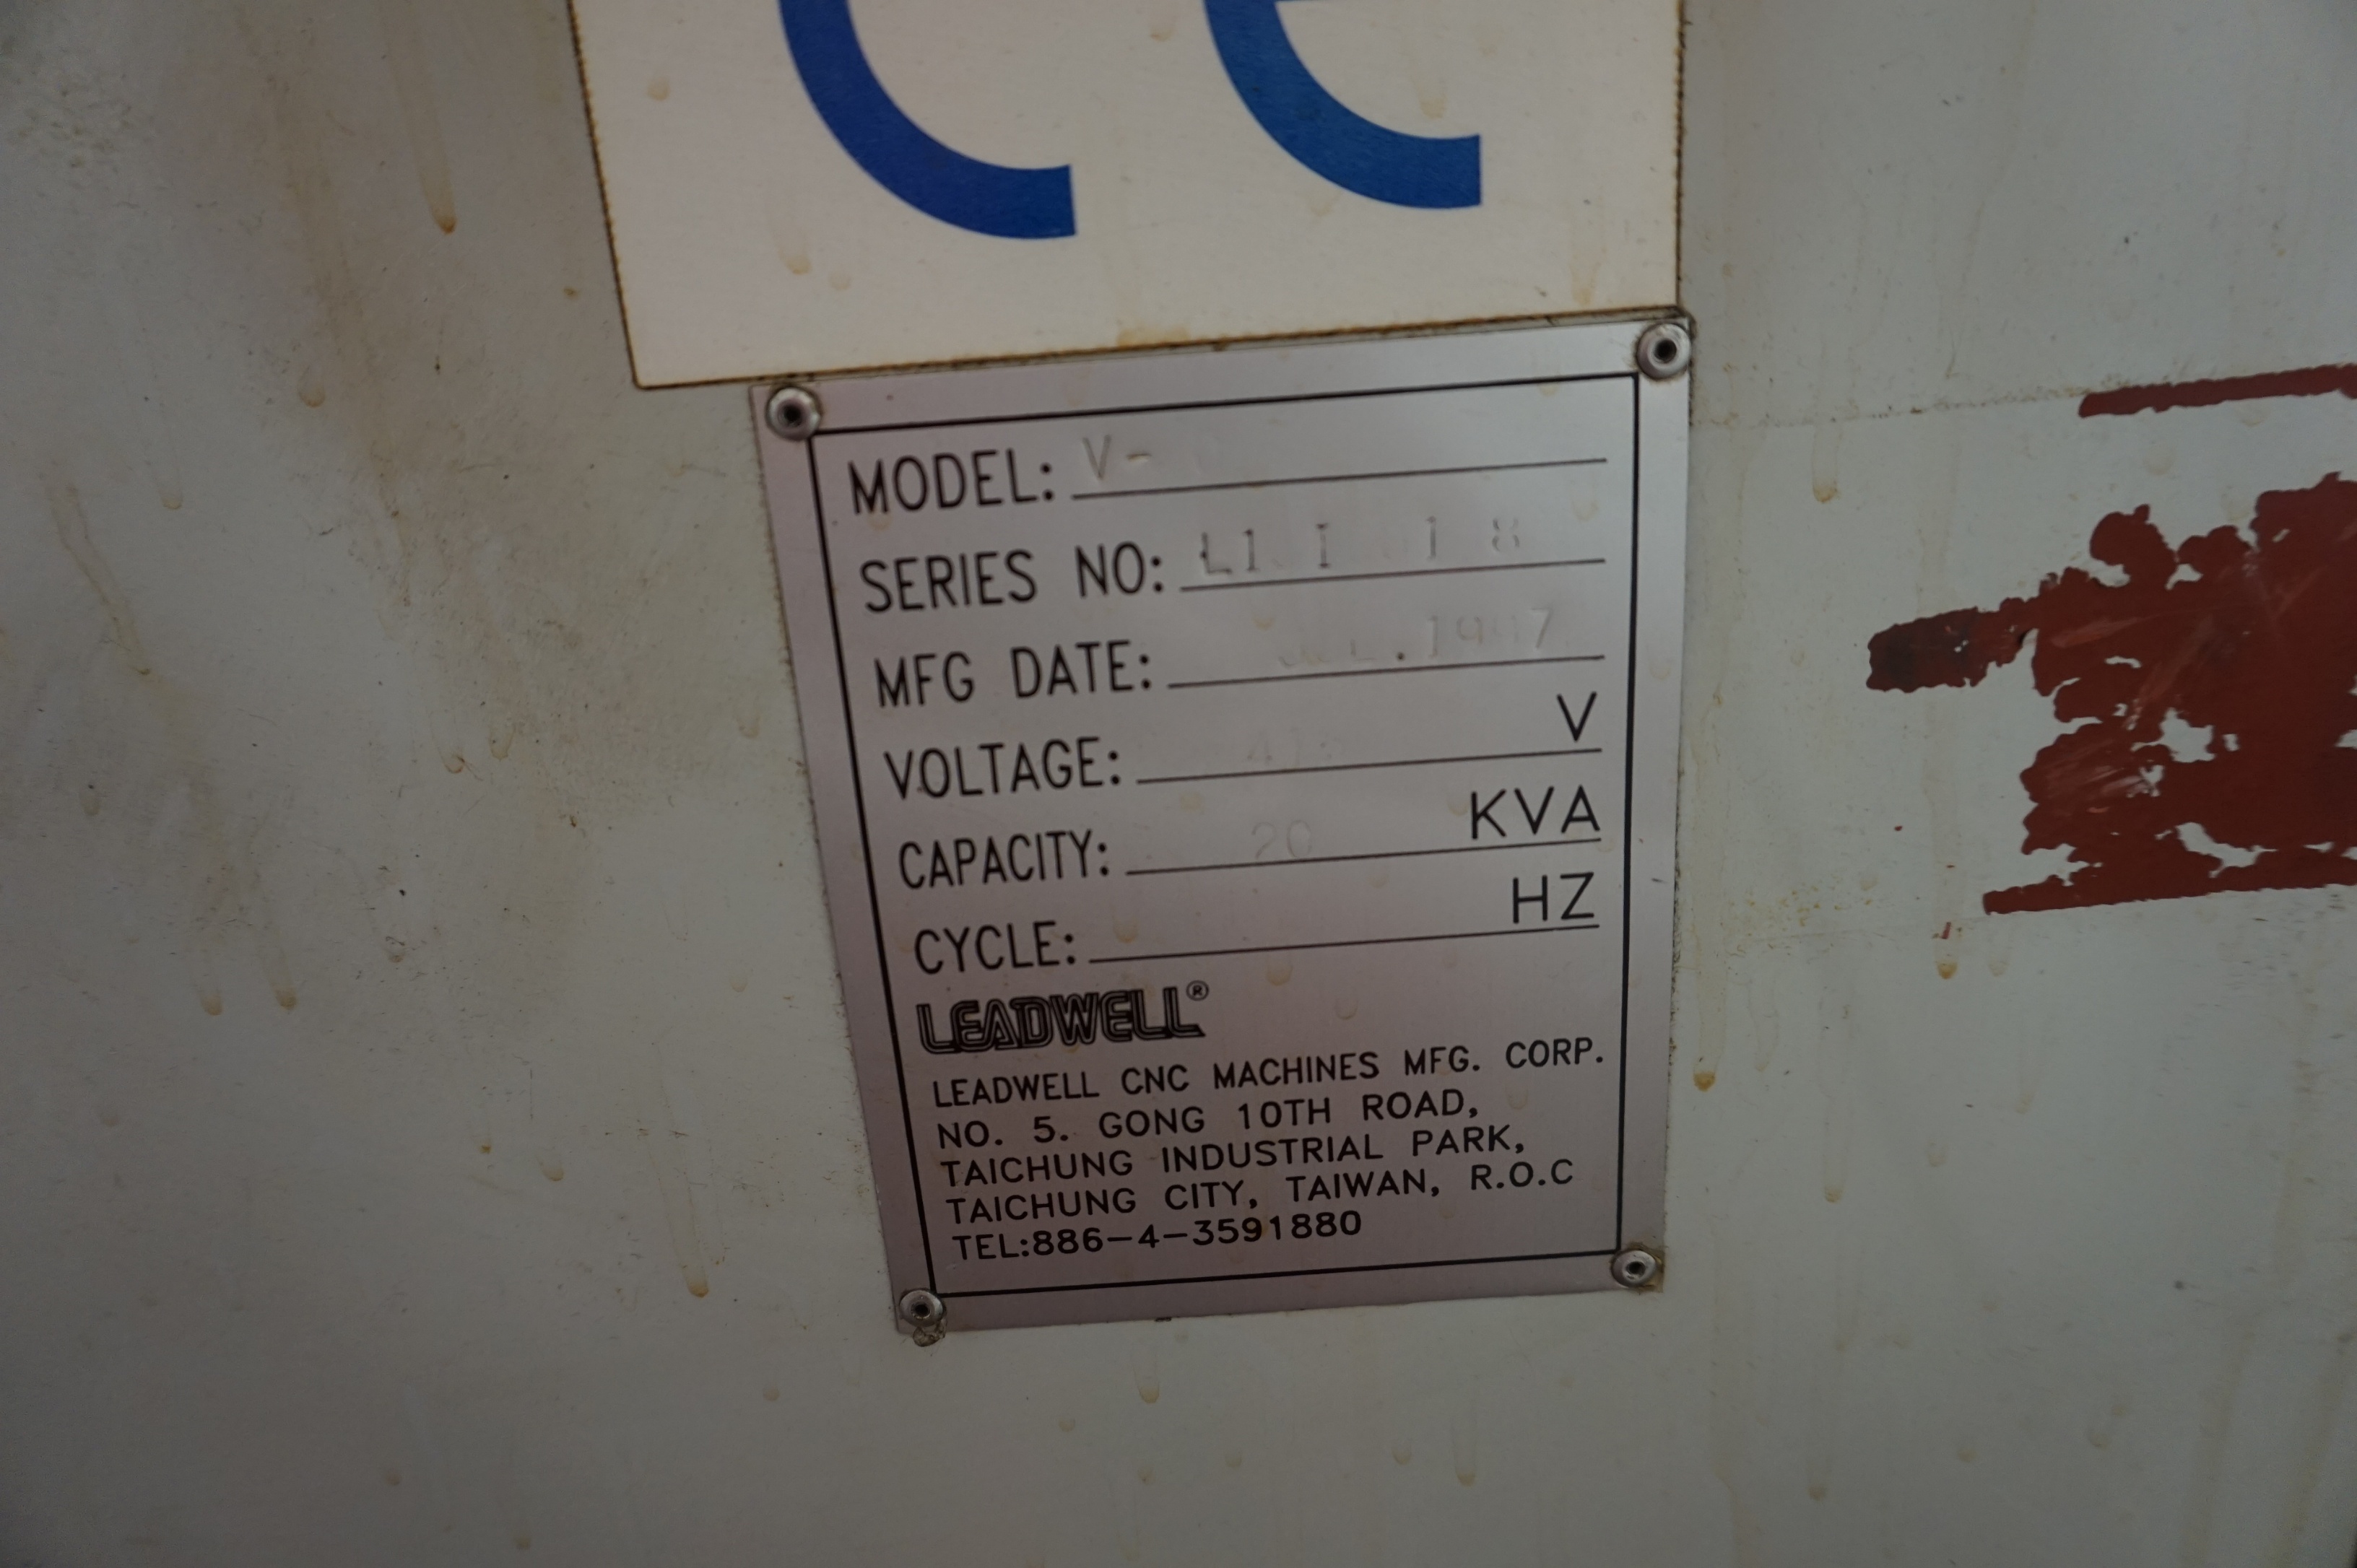 CE
MODEL: V-
SERIES NO:
MFG DATE:
VOLTAGE: V
CAPACITY: 20 KVA
CYCLE: HZ
LEADWELL®
LEADWELL CNC MACHINES MFG. CORP.
NO. 5. GONG 10TH ROAD,
TAICHUNG INDUSTRIAL PARK,
TAICHUNG CITY, TAIWAN, R.O.C
TEL:886-4-3591880